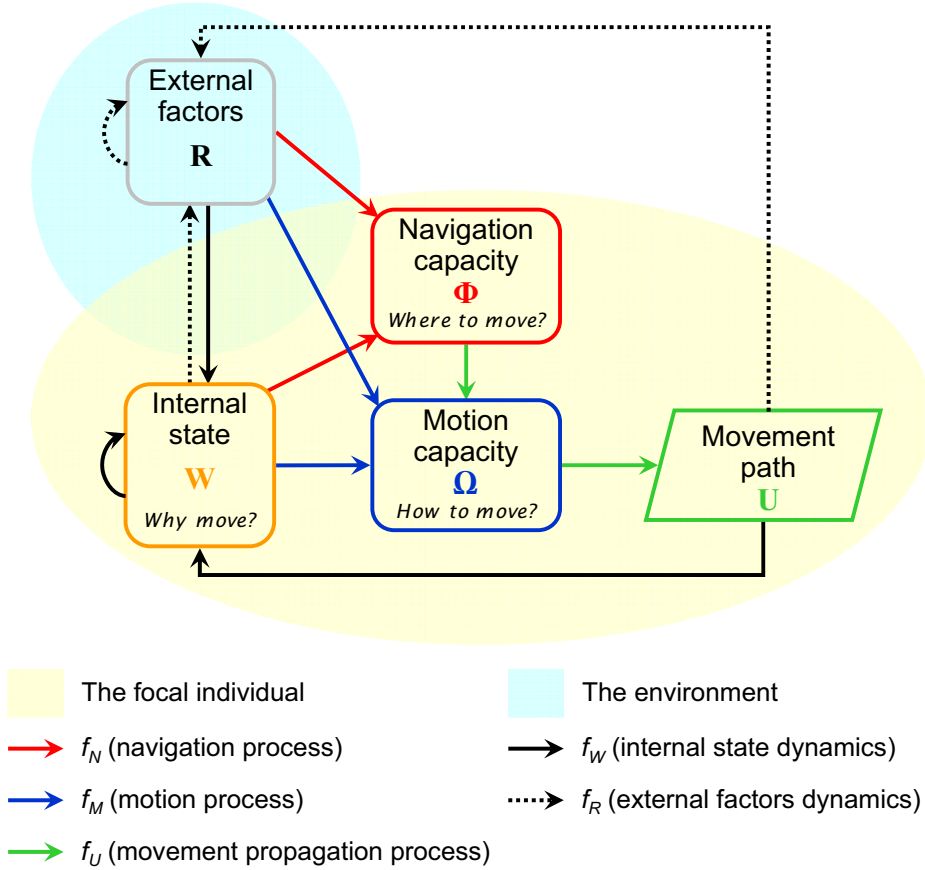 External
factors
R
Navigation
capacity
Φ
Where to move?
Internal
state
W
Why move?
Motion
capacity
Ω
How to move?
Movement
path
U
The focal individual
The environment
f_N (navigation process)
f_W (internal state dynamics)
f_M (motion process)
f_R (external factors dynamics)
f_U (movement propagation process)